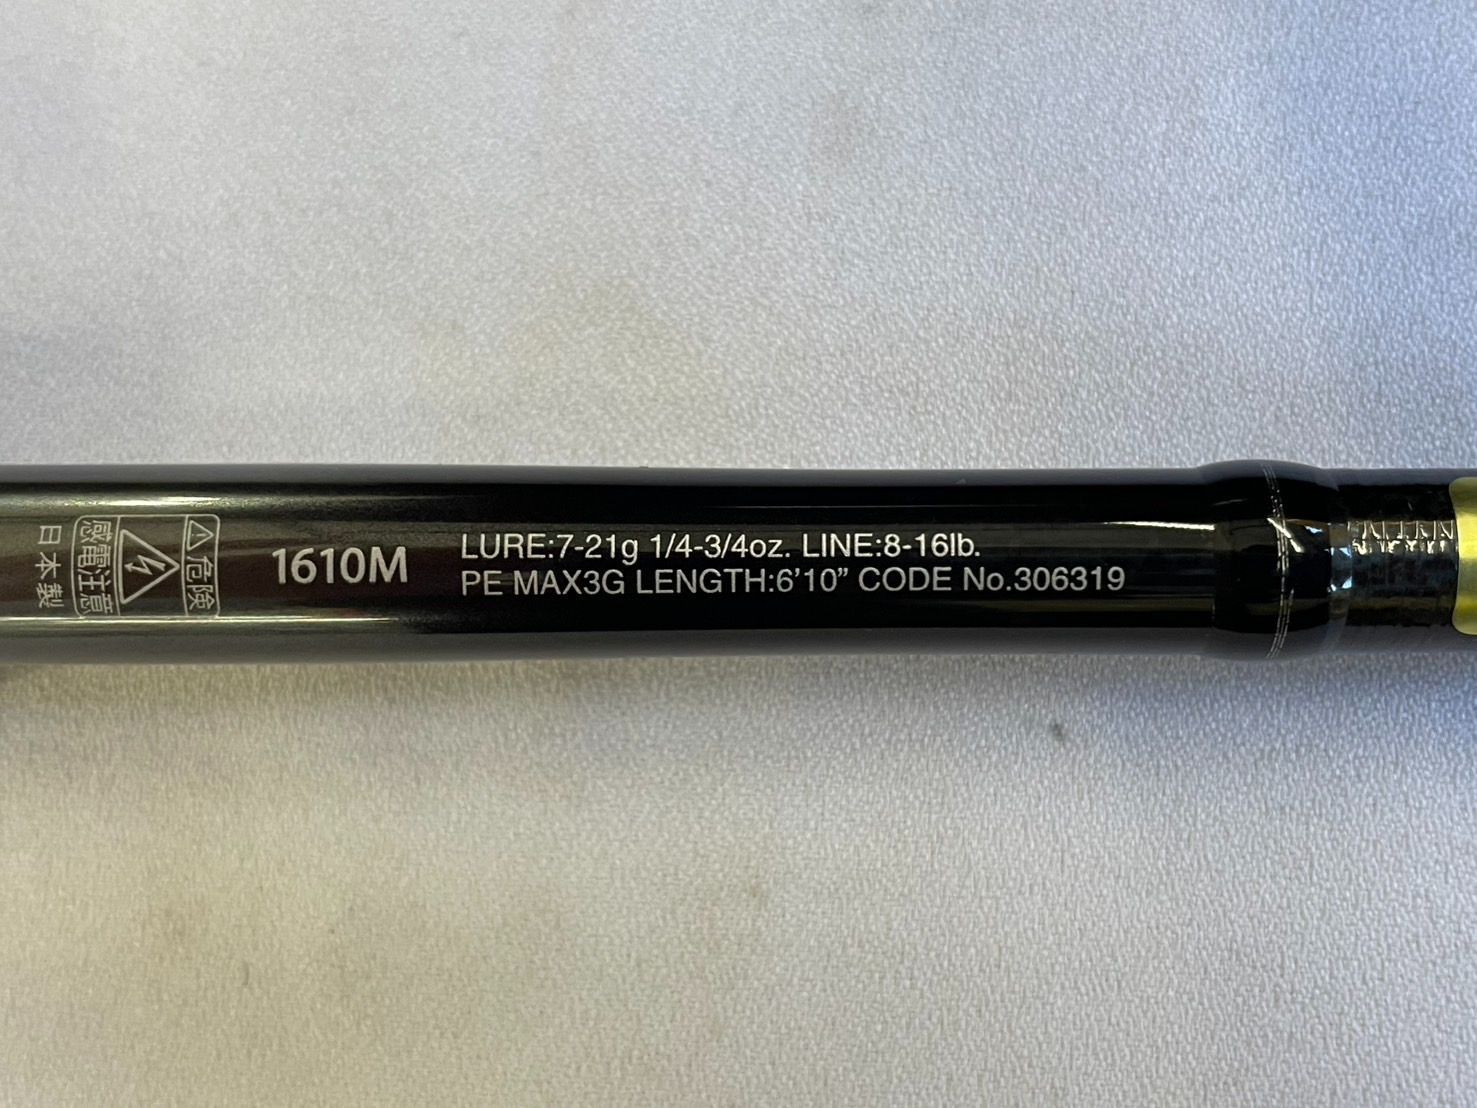 ⚠危険
感電注意
日本製
1610M
LURE:7-21g 1/4-3/4oz. LINE:8-16lb.
PE MAX3G LENGTH:6'10” CODE No.306319